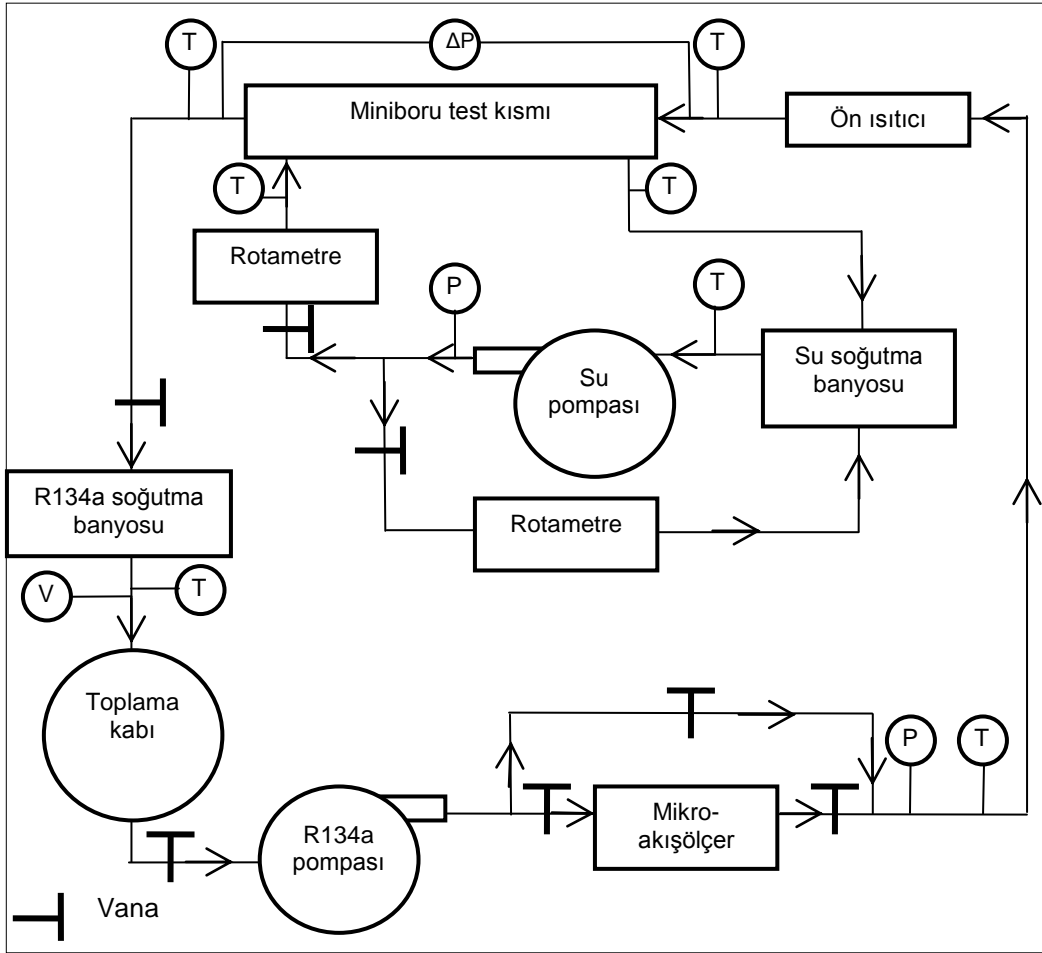 T
ΔP
T
Miniboru test kısmı
Ön ısıtıcı
T
T
Rotametre
P
T
Su
pompası
Su soğutma
banyosu
R134a soğutma
banyosu
Rotametre
V
T
Toplama
kabı
P
T
R134a
pompası
Mikro-
akışölçer
Vana